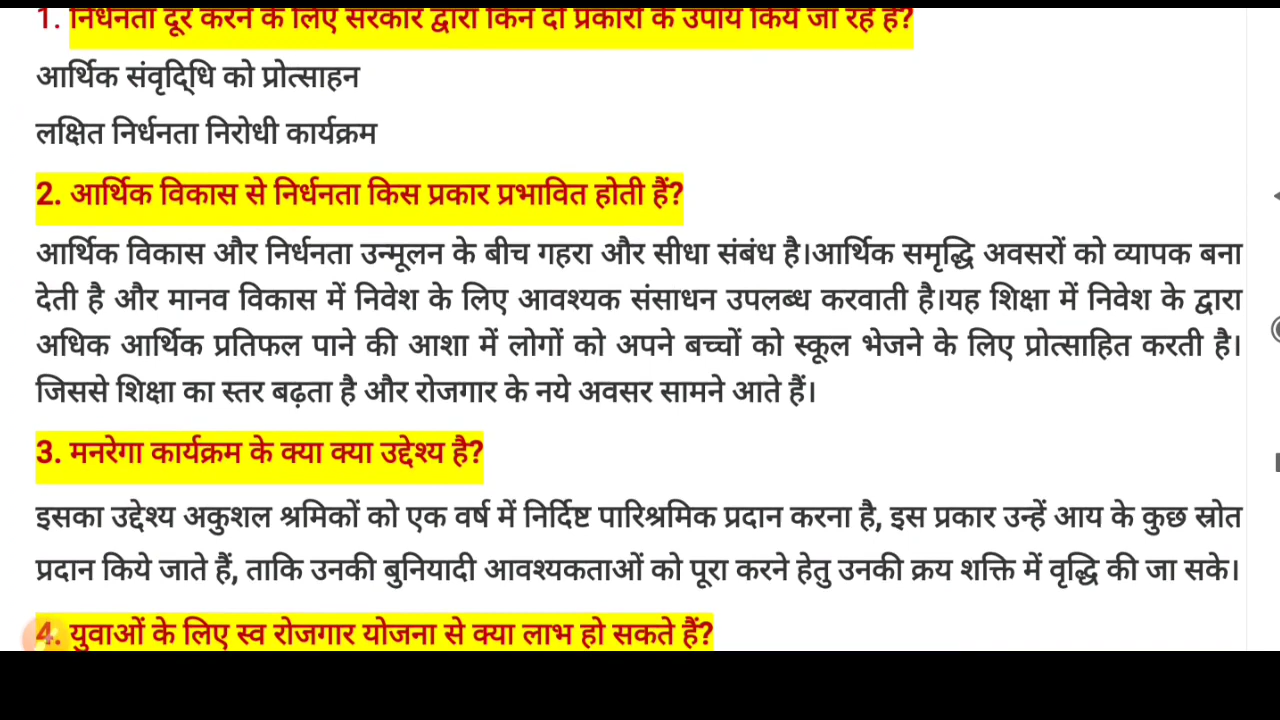 1. निर्धनता दूर करने के लिए सरकार द्वारा किन दो प्रकारों के उपाय किये जा रहे हैं?
आर्थिक संवृद्धि को प्रोत्साहन
लक्षित निर्धनता निरोधी कार्यक्रम
2. आर्थिक विकास से निर्धनता किस प्रकार प्रभावित होती हैं?
आर्थिक विकास और निर्धनता उन्मूलन के बीच गहरा और सीधा संबंध है।आर्थिक समृद्धि अवसरों को व्यापक बना
देती है और मानव विकास में निवेश के लिए आवश्यक संसाधन उपलब्ध करवाती है।यह शिक्षा में निवेश के द्वारा
अधिक आर्थिक प्रतिफल पाने की आशा में लोगों को अपने बच्चों को स्कूल भेजने के लिए प्रोत्साहित करती है।
जिससे शिक्षा का स्तर बढ़ता है और रोजगार के नये अवसर सामने आते हैं।
3. मनरेगा कार्यक्रम के क्या क्या उद्देश्य है?
इसका उद्देश्य अकुशल श्रमिकों को एक वर्ष में निर्दिष्ट पारिश्रमिक प्रदान करना है, इस प्रकार उन्हें आय के कुछ स्रोत
प्रदान किये जाते हैं, ताकि उनकी बुनियादी आवश्यकताओं को पूरा करने हेतु उनकी क्रय शक्ति में वृद्धि की जा सके।
4. युवाओं के लिए स्व रोजगार योजना से क्या लाभ हो सकते हैं?